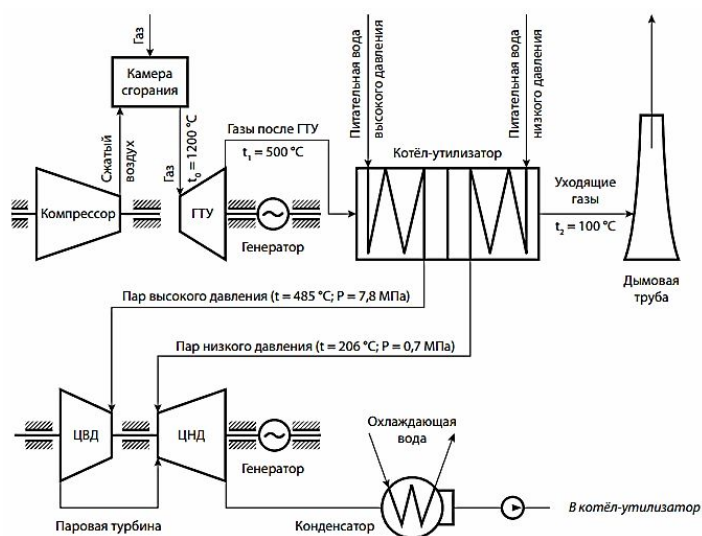 Газ
Камера
сгорания
Сжатый
воздух
Газ
t₀ = 1200 °С
Газы после ГТУ
t₁ = 500 °С
Питательная вода
высокого давления
Питательная вода
низкого давления
Котёл-утилизатор
Уходящие
газы
t₂ = 100 °С
Компрессор
ГТУ
Генератор
Дымовая
труба
Пар высокого давления (t = 485 °С; Р = 7,8 МПа)
Пар низкого давления (t = 206 °С; Р = 0,7 МПа)
ЦВД
ЦНД
Генератор
Охлаждающая
вода
Паровая турбина
Конденсатор
В котёл-утилизатор